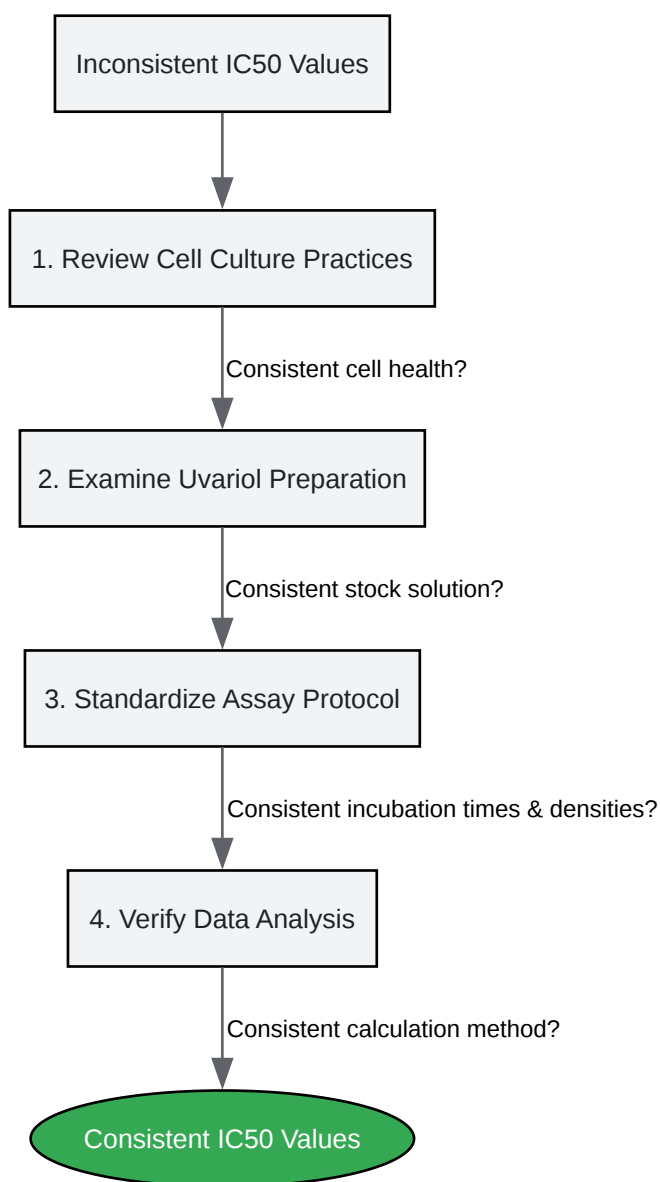 Inconsistent IC50 Values
1. Review Cell Culture Practices
Consistent cell health?
2. Examine Uvariol Preparation
Consistent stock solution?
3. Standardize Assay Protocol
Consistent incubation times & densities?
4. Verify Data Analysis
Consistent calculation method?
Consistent IC50 Values